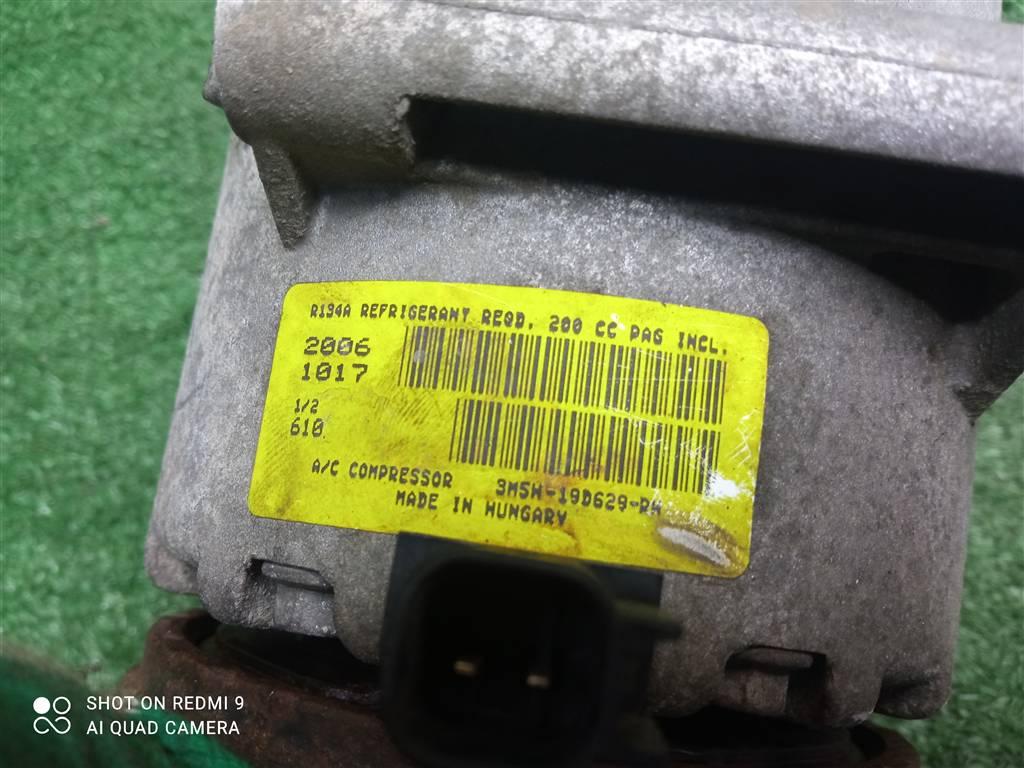 R134A REFRIGERANT REQD. 200 CC PAG INCL.
2006
1017
1/2
610
A/C COMPRESSOR 3M5H-19D629-RH
MADE IN HUNGARY
SHOT ON REDMI 9
AI QUAD CAMERA